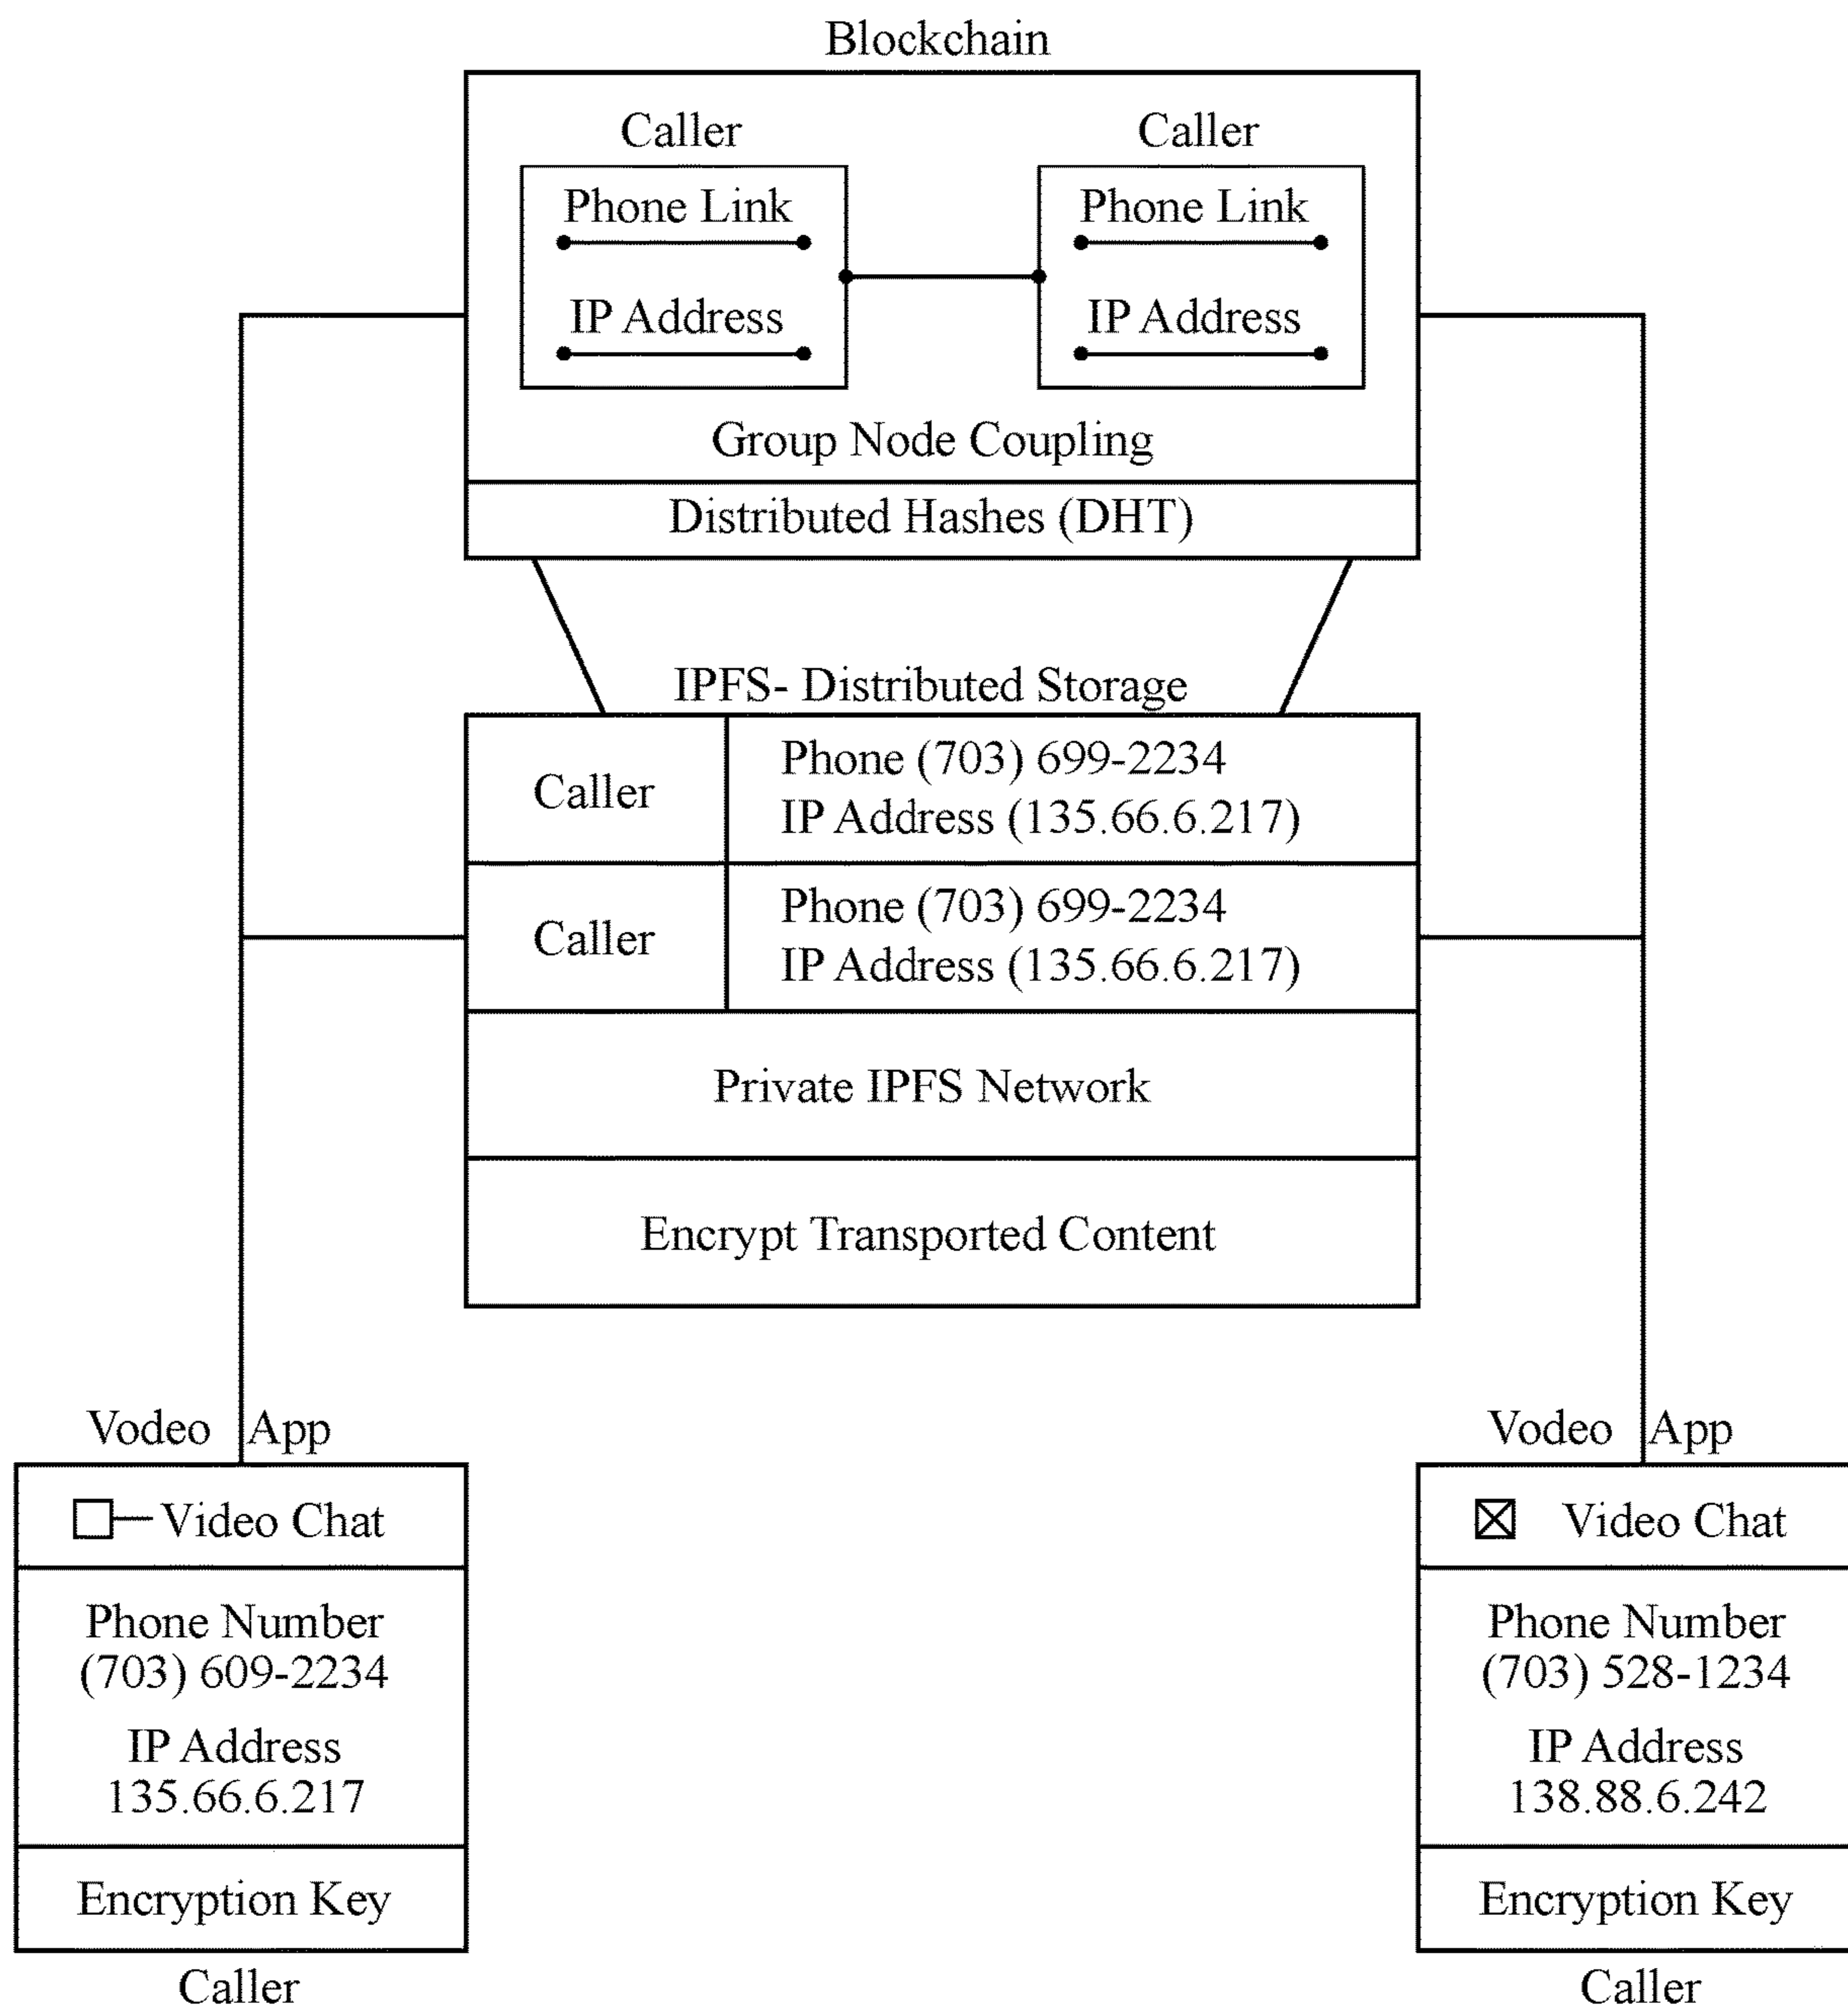 Blockchain
Caller
Caller
Phone Link
Phone Link
IP Address
IP Address
Group Node Coupling
Distributed Hashes (DHT)
IPFS- Distributed Storage
Caller
Phone (703) 699-2234
IP Address (135.66.6.217)
Caller
Phone (703) 699-2234
IP Address (135.66.6.217)
Private IPFS Network
Encrypt Transported Content
Vodeo App
Video Chat
Phone Number
(703) 609-2234
IP Address
135.66.6.217
Encryption Key
Caller
Vodeo App
Video Chat
Phone Number
(703) 528-1234
IP Address
138.88.6.242
Encryption Key
Caller